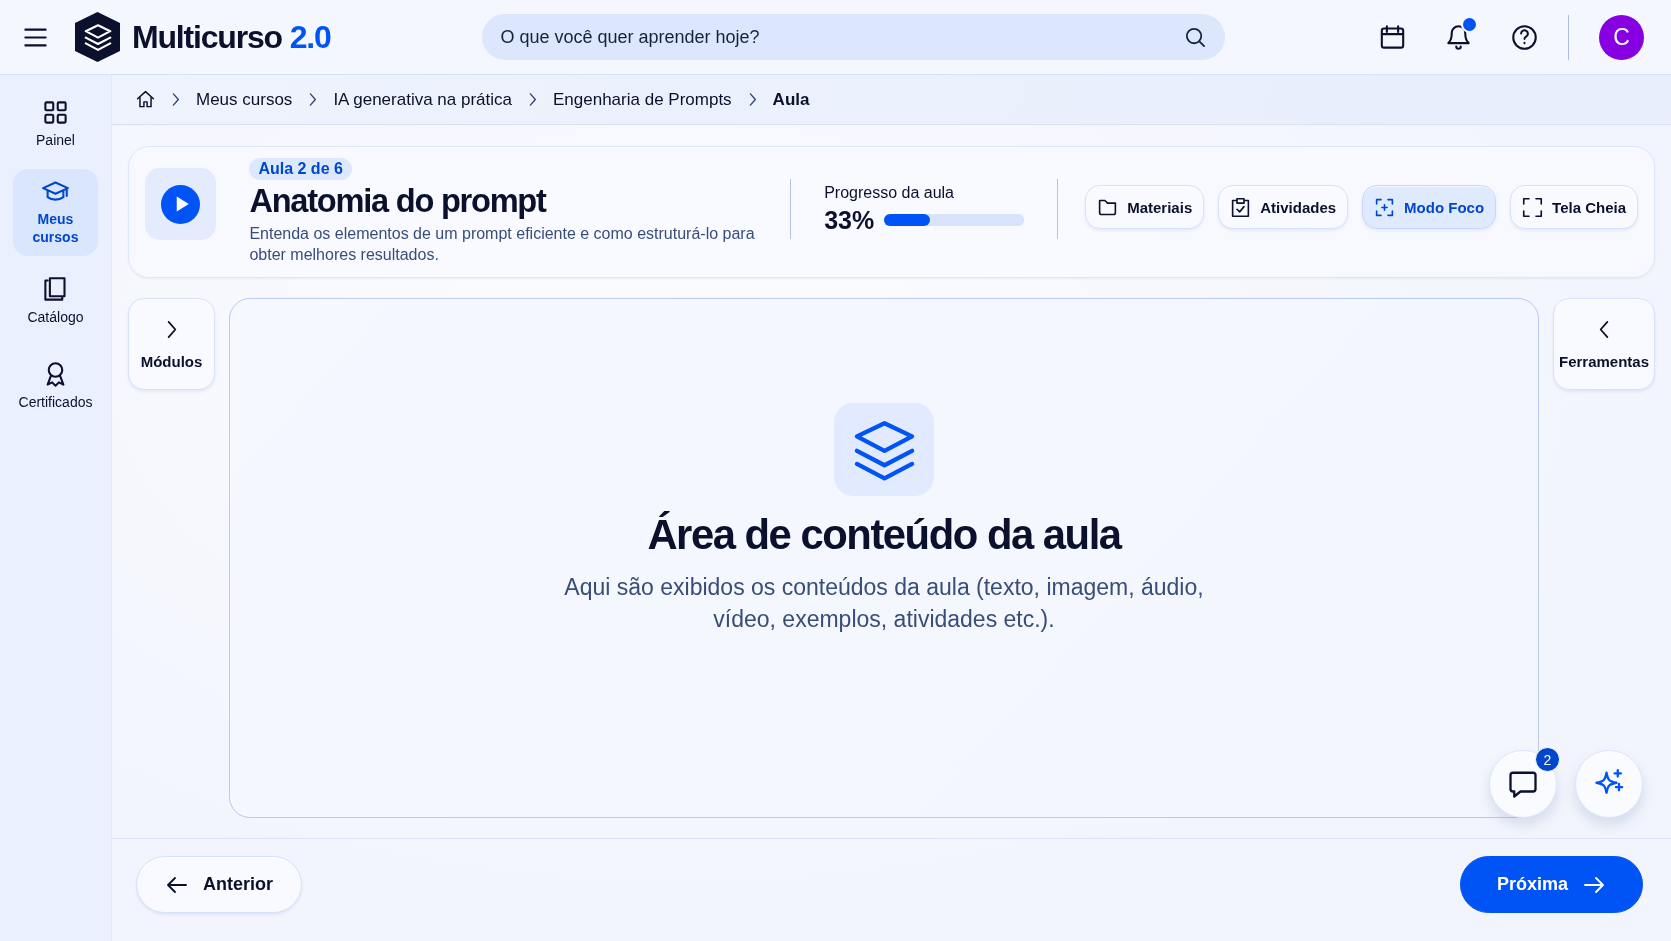 Multicurso 2.0
O que você quer aprender hoje?
C
Painel
Meus
cursos
Catálogo
Certificados
Meus cursos
IA generativa na prática
Engenharia de Prompts
Aula
Aula 2 de 6
Anatomia do prompt
Entenda os elementos de um prompt eficiente e como estruturá-lo para
obter melhores resultados.
Progresso da aula
33%
Materiais
Atividades
Modo Foco
Tela Cheia
Módulos
Ferramentas
Área de conteúdo da aula
Aqui são exibidos os conteúdos da aula (texto, imagem, áudio,
vídeo, exemplos, atividades etc.).
2
Anterior
Próxima